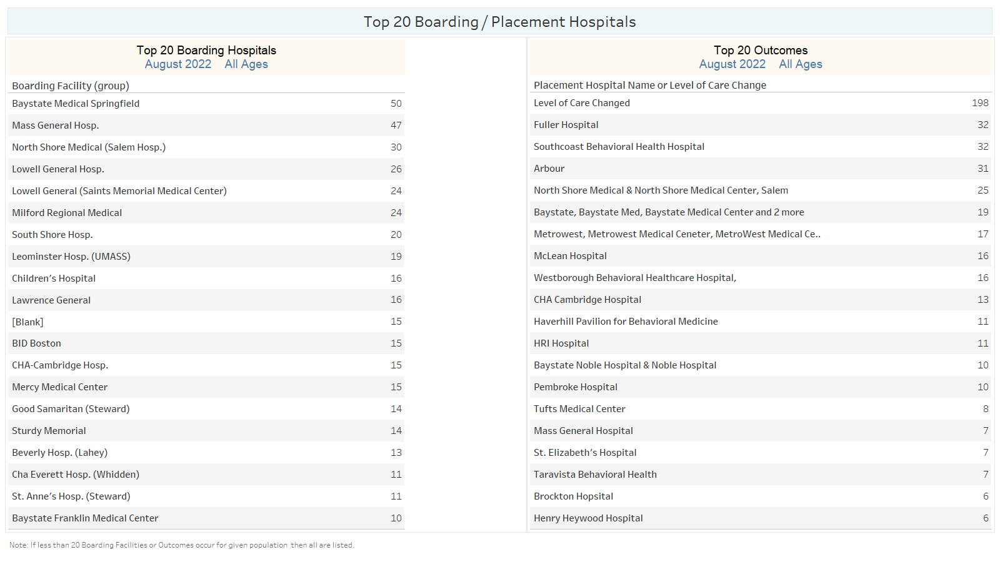 Top 20 Boarding / Placement Hospitals
Top 20 Boarding Hospitals
August 2022 All Ages
Boarding Facility (group)
Baystate Medical Springfield 50
Mass General Hosp. 47
North Shore Medical (Salem Hosp.) 30
Lowell General Hosp. 26
Lowell General (Saints Memorial Medical Center) 24
Milford Regional Medical 24
South Shore Hosp. 20
Leominster Hosp. (UMASS) 19
Children's Hospital 16
Lawrence General 16
[Blank] 15
BID Boston 15
CHA-Cambridge Hosp. 15
Mercy Medical Center 15
Good Samaritan (Steward) 14
Sturdy Memorial 14
Beverly Hosp. (Lahey) 13
Cha Everett Hosp. (Whidden) 11
St. Anne's Hosp. (Steward) 11
Baystate Franklin Medical Center 10
Top 20 Outcomes
August 2022 All Ages
Placement Hospital Name or Level of Care Change
Level of Care Changed 198
Fuller Hospital 32
Southcoast Behavioral Health Hospital 32
Arbour 31
North Shore Medical & North Shore Medical Center, Salem 25
Baystate, Baystate Med, Baystate Medical Center and 2 more 19
Metrowest, Metrowest Medical Ceneter, MetroWest Medical Ce.. 17
McLean Hospital 16
Westborough Behavioral Healthcare Hospital, 16
CHA Cambridge Hospital 13
Haverhill Pavilion for Behavioral Medicine 11
HRI Hospital 11
Baystate Noble Hospital & Noble Hospital 10
Pembroke Hospital 10
Tufts Medical Center 8
Mass General Hospital 7
St. Elizabeth's Hospital 7
Taravista Behavioral Health 7
Brockton Hopsital 6
Henry Heywood Hospital 6
Note: If less than 20 Boarding Facilities or Outcomes occur for given population then all are listed.